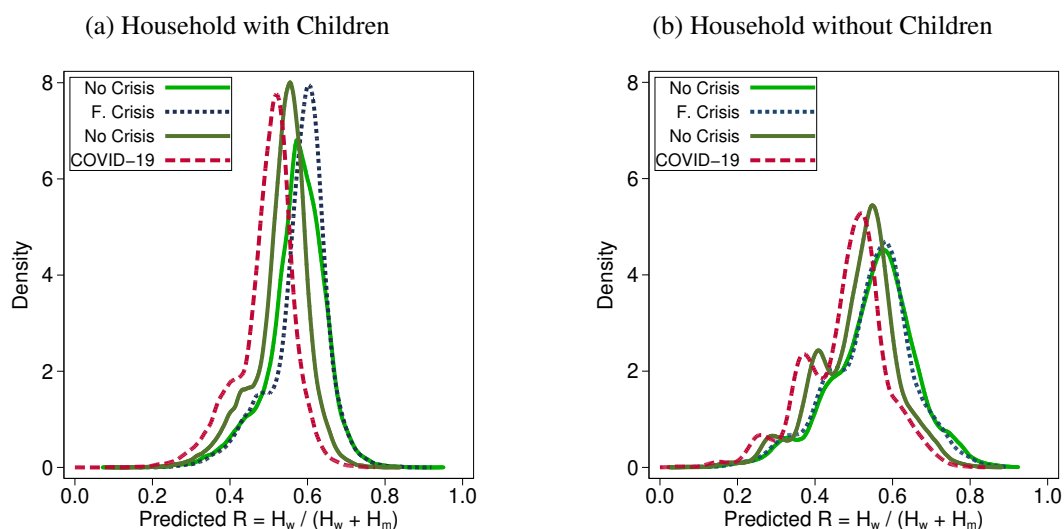 (a) Household with Children
No Crisis
F. Crisis
No Crisis
COVID−19
Density
8
6
4
2
0
0.0 0.2 0.4 0.6 0.8 1.0
Predicted R = H_w / (H_w + H_m)
(b) Household without Children
No Crisis
F. Crisis
No Crisis
COVID−19
Density
8
6
4
2
0
0.0 0.2 0.4 0.6 0.8 1.0
Predicted R = H_w / (H_w + H_m)